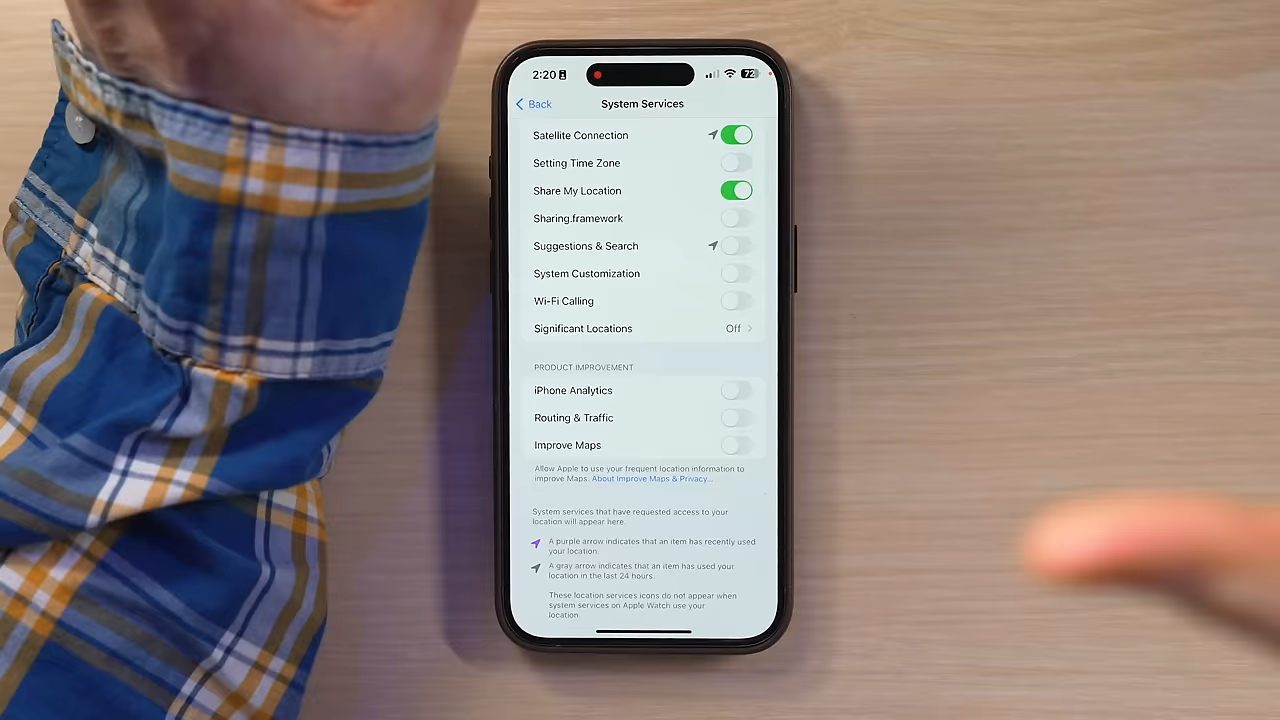 2:20
72
Back
System Services
Satellite Connection
Setting Time Zone
Share My Location
Sharing.framework
Suggestions & Search
System Customization
Wi-Fi Calling
Significant Locations Off
PRODUCT IMPROVEMENT
iPhone Analytics
Routing & Traffic
Improve Maps
Allow Apple to use your frequent location information to
improve Maps. About Improve Maps & Privacy...
System services that have requested access to your
location will appear here.
A purple arrow indicates that an item has recently used
your location.
A gray arrow indicates that an item has used your
location in the last 24 hours.
These location services icons do not appear when
system services on Apple Watch use your
location.